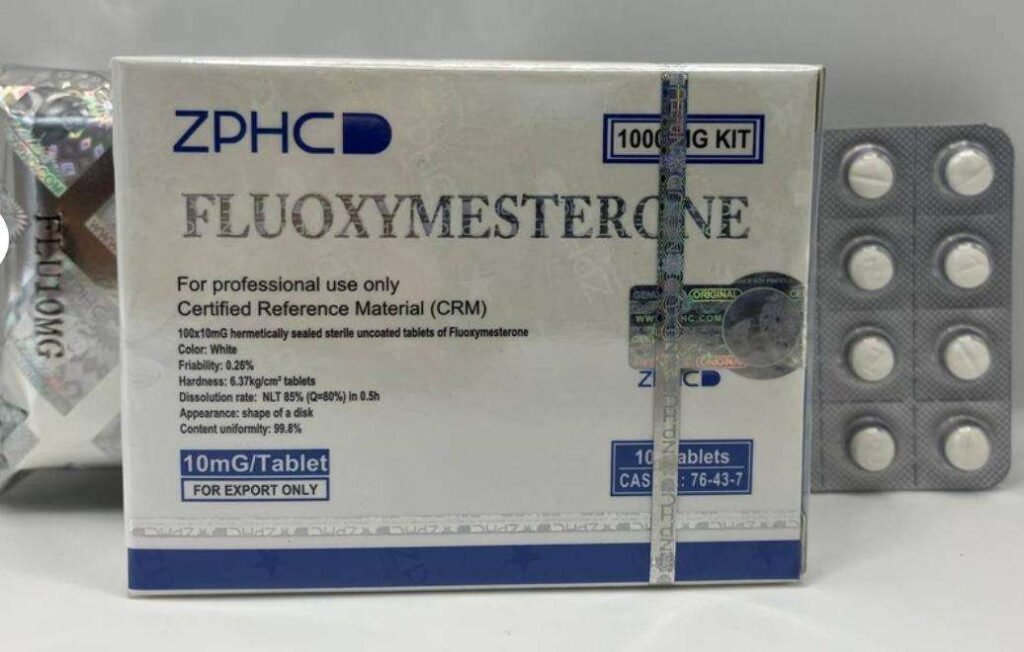 ZPHC
1000MG KIT
FLUOXYMESTERONE
For professional use only
Certified Reference Material (CRM)
100x10mG hermetically sealed sterile uncoated tablets of Fluoxymesterone
Color: White
Friability: 0.26%
Hardness: 6.37kg/cm² tablets
Dissolution rate: NLT 85% (Q=80%) in 0.5h
Appearance: shape of a disk
Content uniformity: 99.8%
10mG/Tablet
FOR EXPORT ONLY
ORIGINAL
ZPHC
ablets
CAS : 76-43-7
FLU10MG